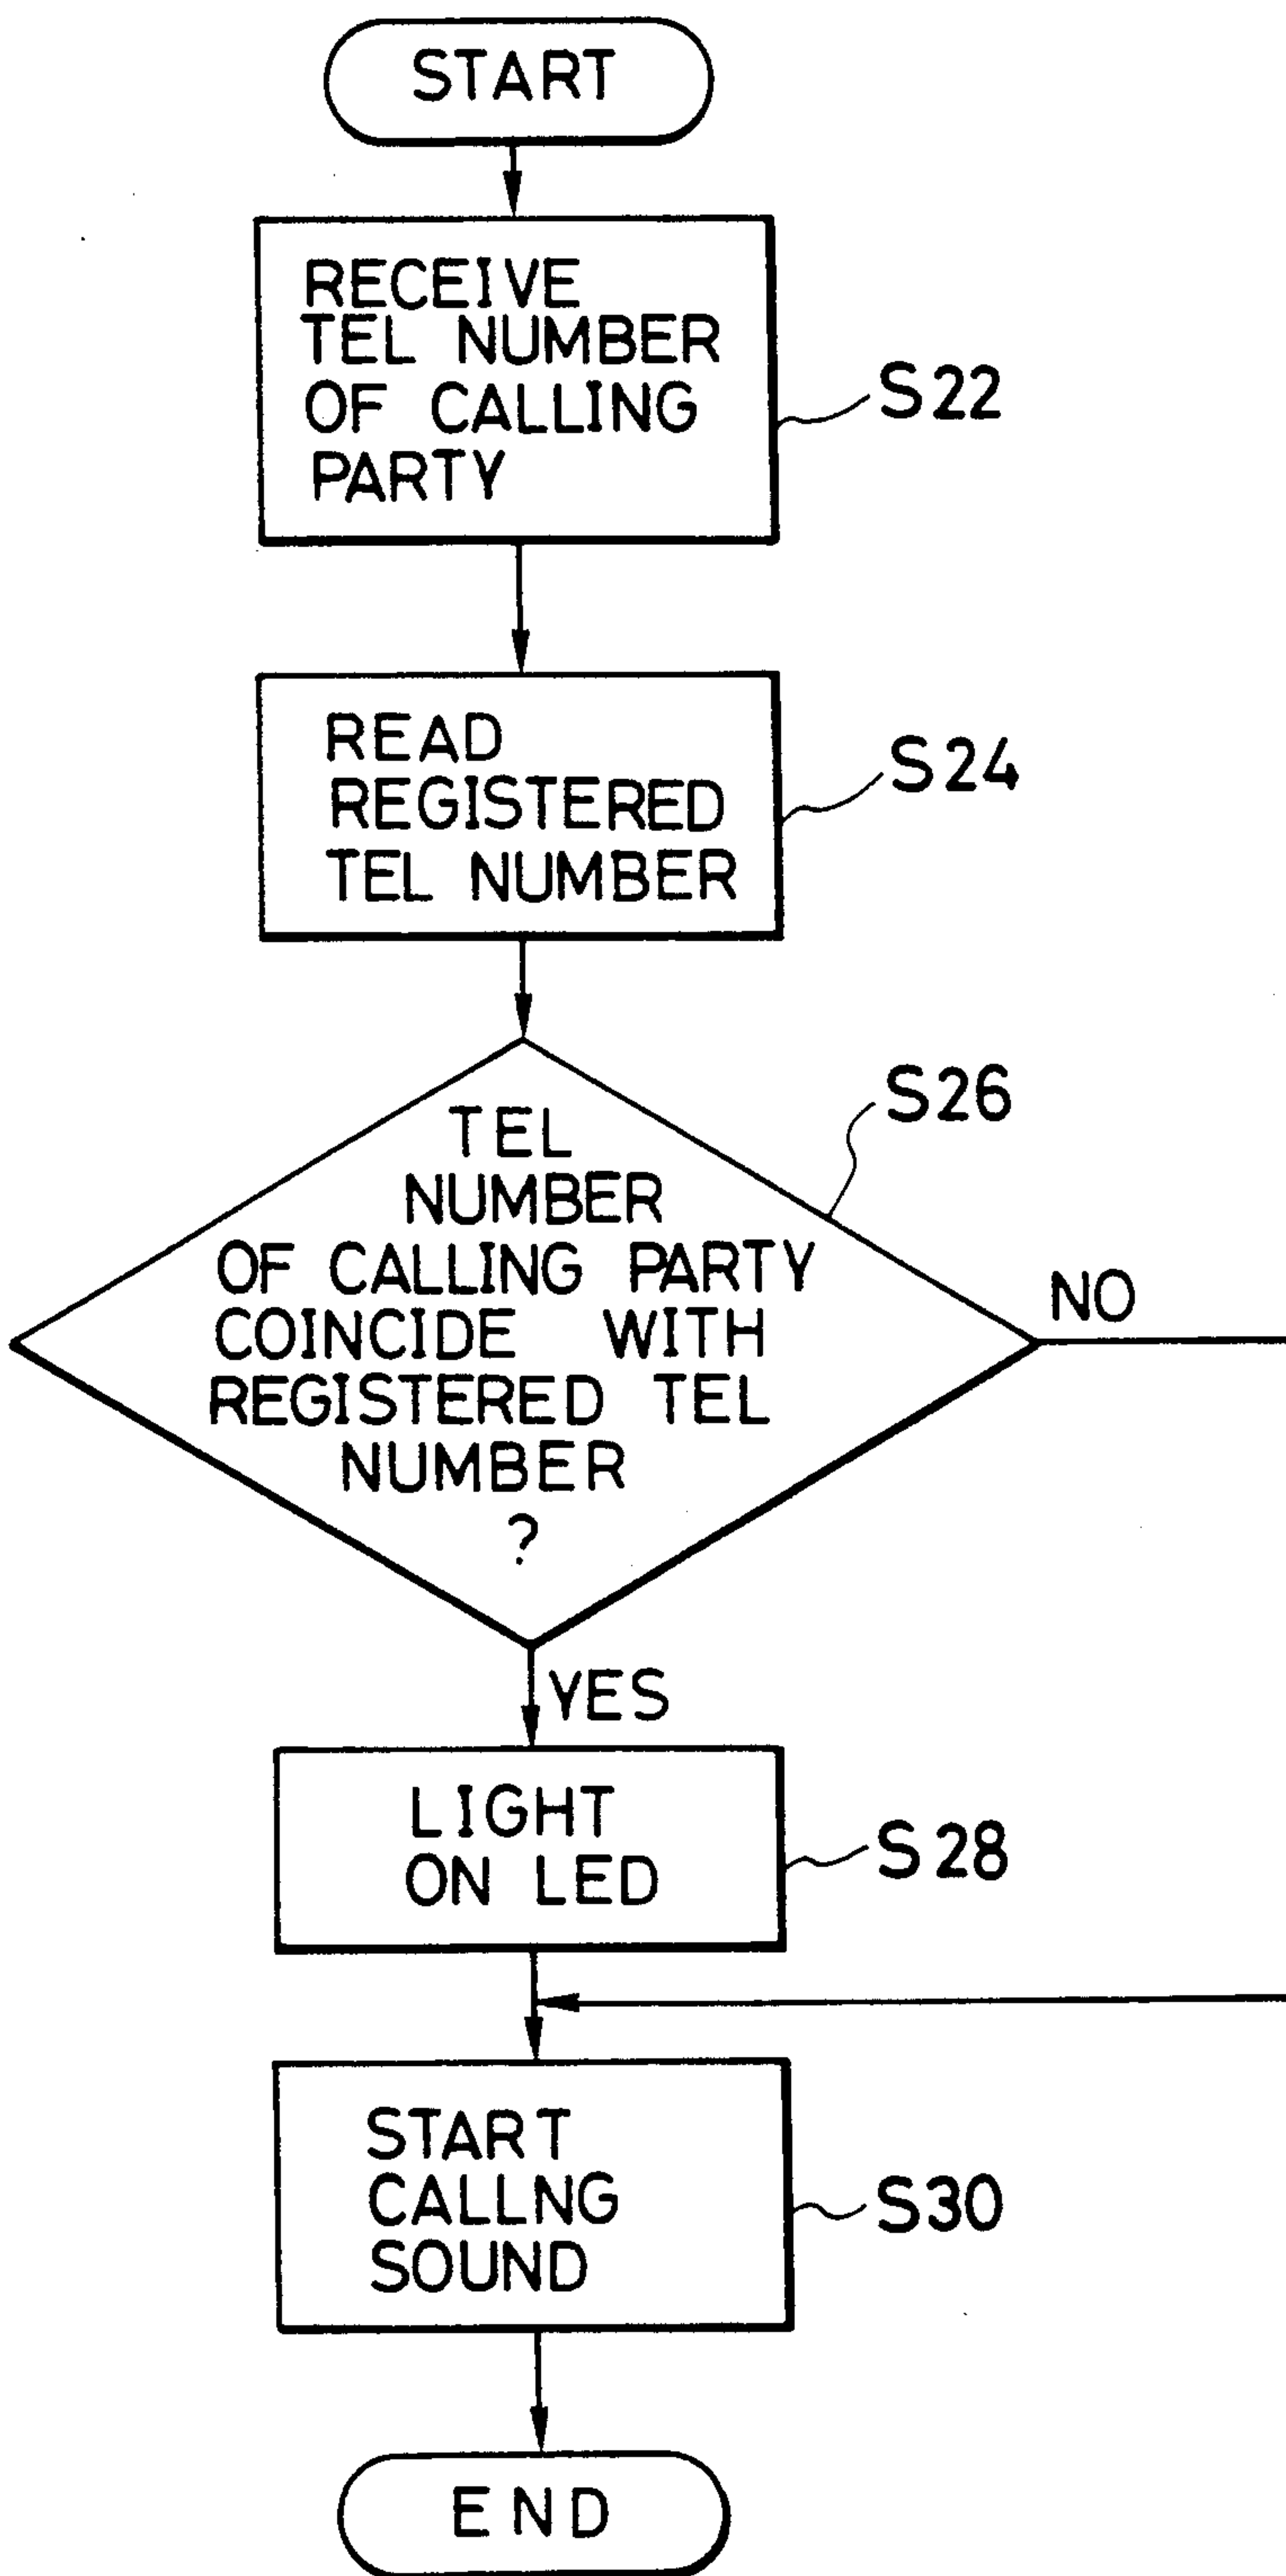 START
RECEIVE
TEL NUMBER
OF CALLING
PARTY
S22
READ
REGISTERED
TEL NUMBER
S24
TEL
NUMBER
OF CALLING PARTY
COINCIDE WITH
REGISTERED TEL
NUMBER
?
S26
NO
YES
LIGHT
ON LED
S28
START
CALLNG
SOUND
S30
END